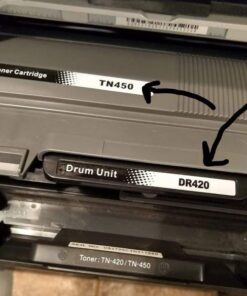 oner Cartridge
TN450
Drum Unit
DR420
Toner: TN-420/TN-450